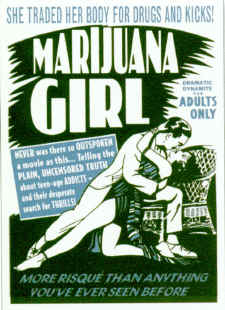 SHE TRADED HER BODY FOR DRUGS AND KICKS!
MARIJUANA
GIRL
DRAMATIC
DYNAMITE
FOR
ADULTS
ONLY
NEVER was there so OUTSPOKEN
a movie as this... Telling the
PLAIN, UNCENSORED TRUTH
about teen-age ADDICTS—
and their desperate
search for THRILLS!
MORE RISQUÉ THAN ANYTHING
YOU'VE EVER SEEN BEFORE